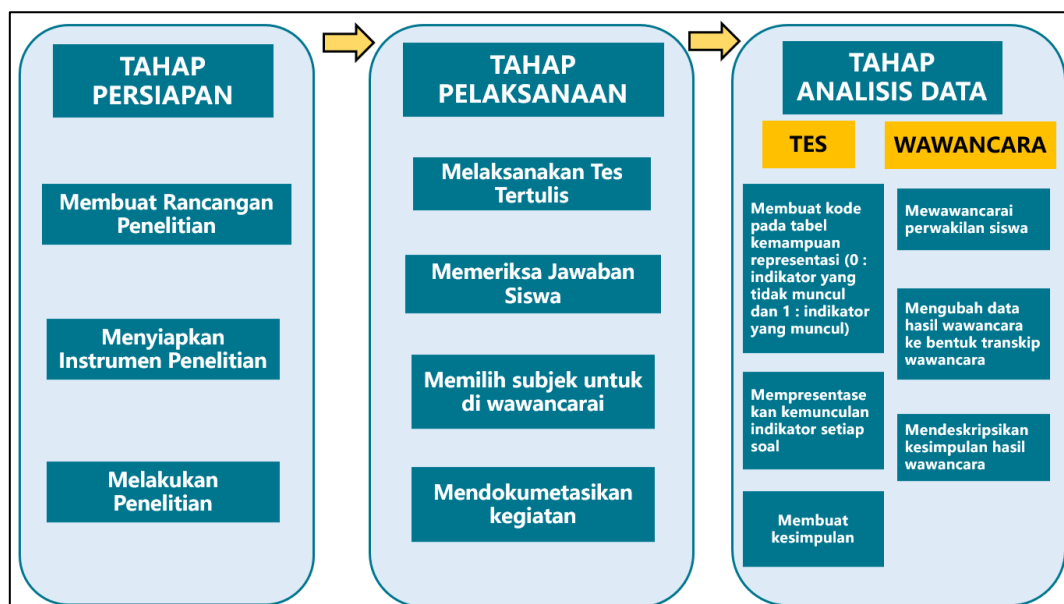 TAHAP
PERSIAPAN
Membuat Rancangan
Penelitian
Menyiapkan
Instrumen Penelitian
Melakukan
Penelitian
TAHAP
PELAKSANAAN
Melaksanakan Tes
Tertulis
Memeriksa Jawaban
Siswa
Memilih subjek untuk
di wawancarai
Mendokumetasikan
kegiatan
TAHAP
ANALISIS DATA
TES
Membuat kode
pada tabel
kemampuan
representasi (0 :
indikator yang
tidak muncul
dan 1 : indikator
yang muncul)
Mempresentase
kan kemunculan
indikator setiap
soal
Membuat
kesimpulan
WAWANCARA
Mewawancarai
perwakilan siswa
Mengubah data
hasil wawancara
ke bentuk transkip
wawancara
Mendeskripsikan
kesimpulan hasil
wawancara